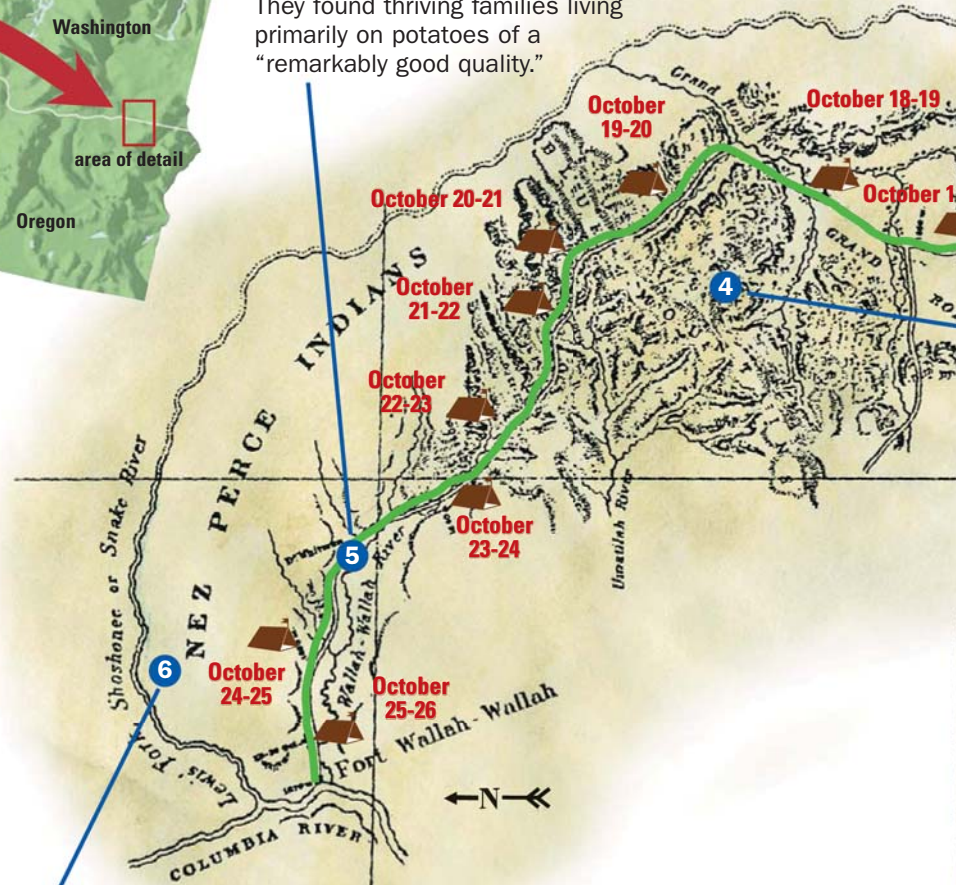 They found thriving families living
primarily on potatoes of a
“remarkably good quality.”
Washington
area of detail
Oregon
Grand
October
19-20
October 18-19
October 1
October 20-21
GRAND
October
21-22
4
INDIANS
October
22-23
PERCE
Shoshonee or Snake River
October
23-24
Umatilah River
5
NEZ
Wallah-Wallah River
6
October
24-25
October
25-26
Fort Wallah-Wallah
Lewis' Fork
←N
COLUMBIA RIVER